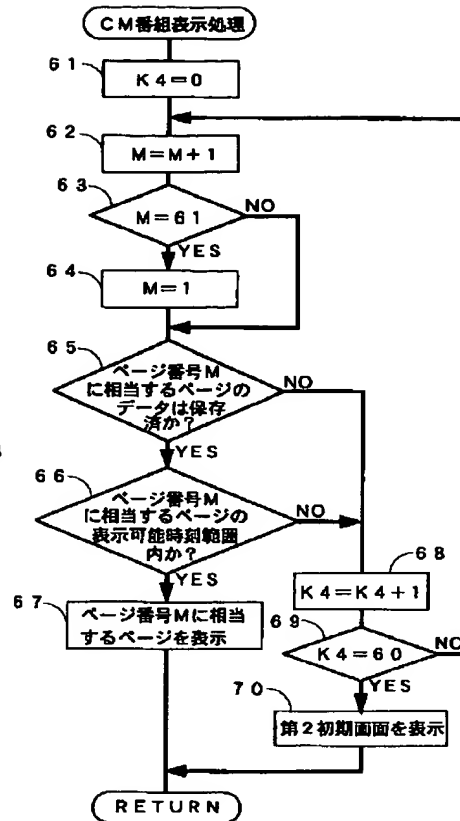 CM番組表示処理
61
K4=0
62
M=M+1
63
M=61
NO
YES
64
M=1
65
ページ番号M
に相当するページの
データは保存
済か?
NO
YES
66
ページ番号M
に相当するページの
表示可能時刻範囲
内か?
NO
YES
67
ページ番号Mに相当
するページを表示
68
K4=K4+1
69
K4=60
NO
YES
70
第2初期画面を表示
RETURN